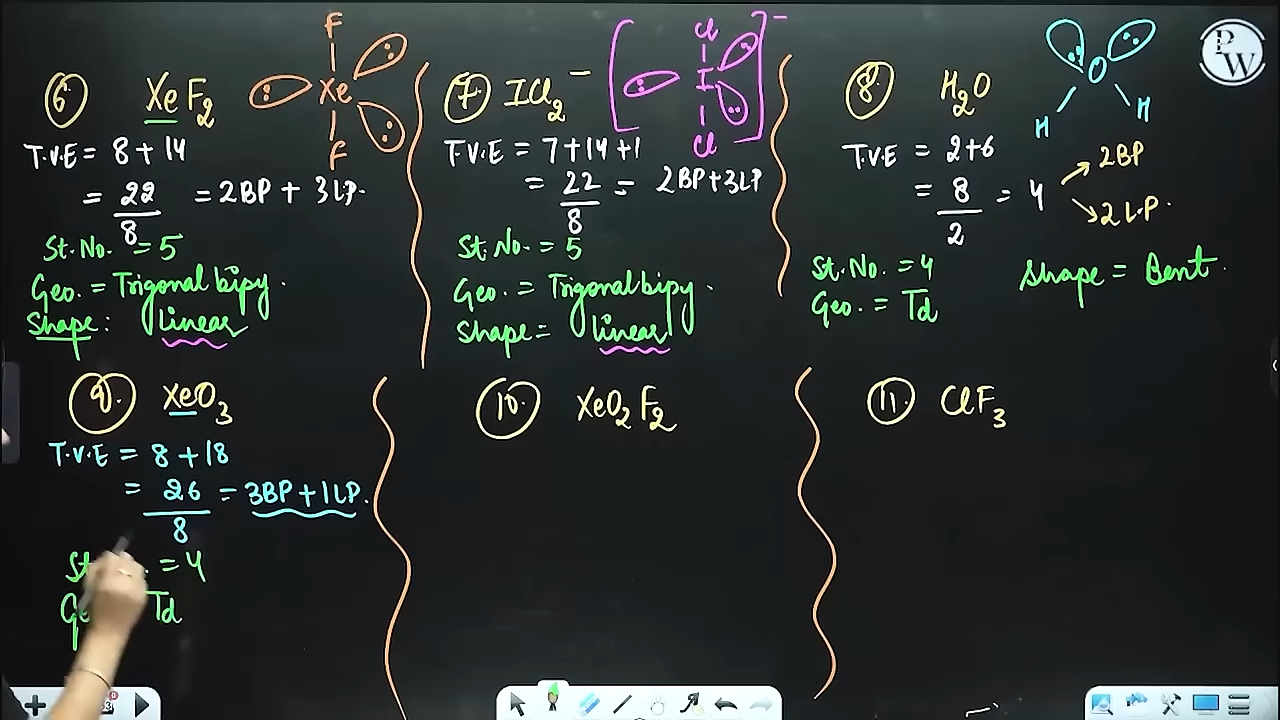 ⑥ XeF₂
F
Xe
F
T.V.E = 8 + 14
= 22/8 = 2BP + 3LP.
St. No. = 5
Geo. = Trigonal bipy.
Shape: linear
⑦ ICl₂⁻
Cl
I
Cl
T.V.E = 7+14+1
= 22/8 = 2BP+3LP
St. No. = 5
Geo. = Trigonal bipy.
Shape = linear
⑧ H₂O
O
H H
T.V.E = 2+6
= 8/2 = 4
2BP
2 L.P.
St. No. = 4
Geo. = Td
Shape = Bent.
PW
⑨ XeO₃
T.V.E = 8 + 18
= 26/8 = 3BP + 1LP.
= 4
Td
⑩ XeO₂F₂
⑪ ClF₃